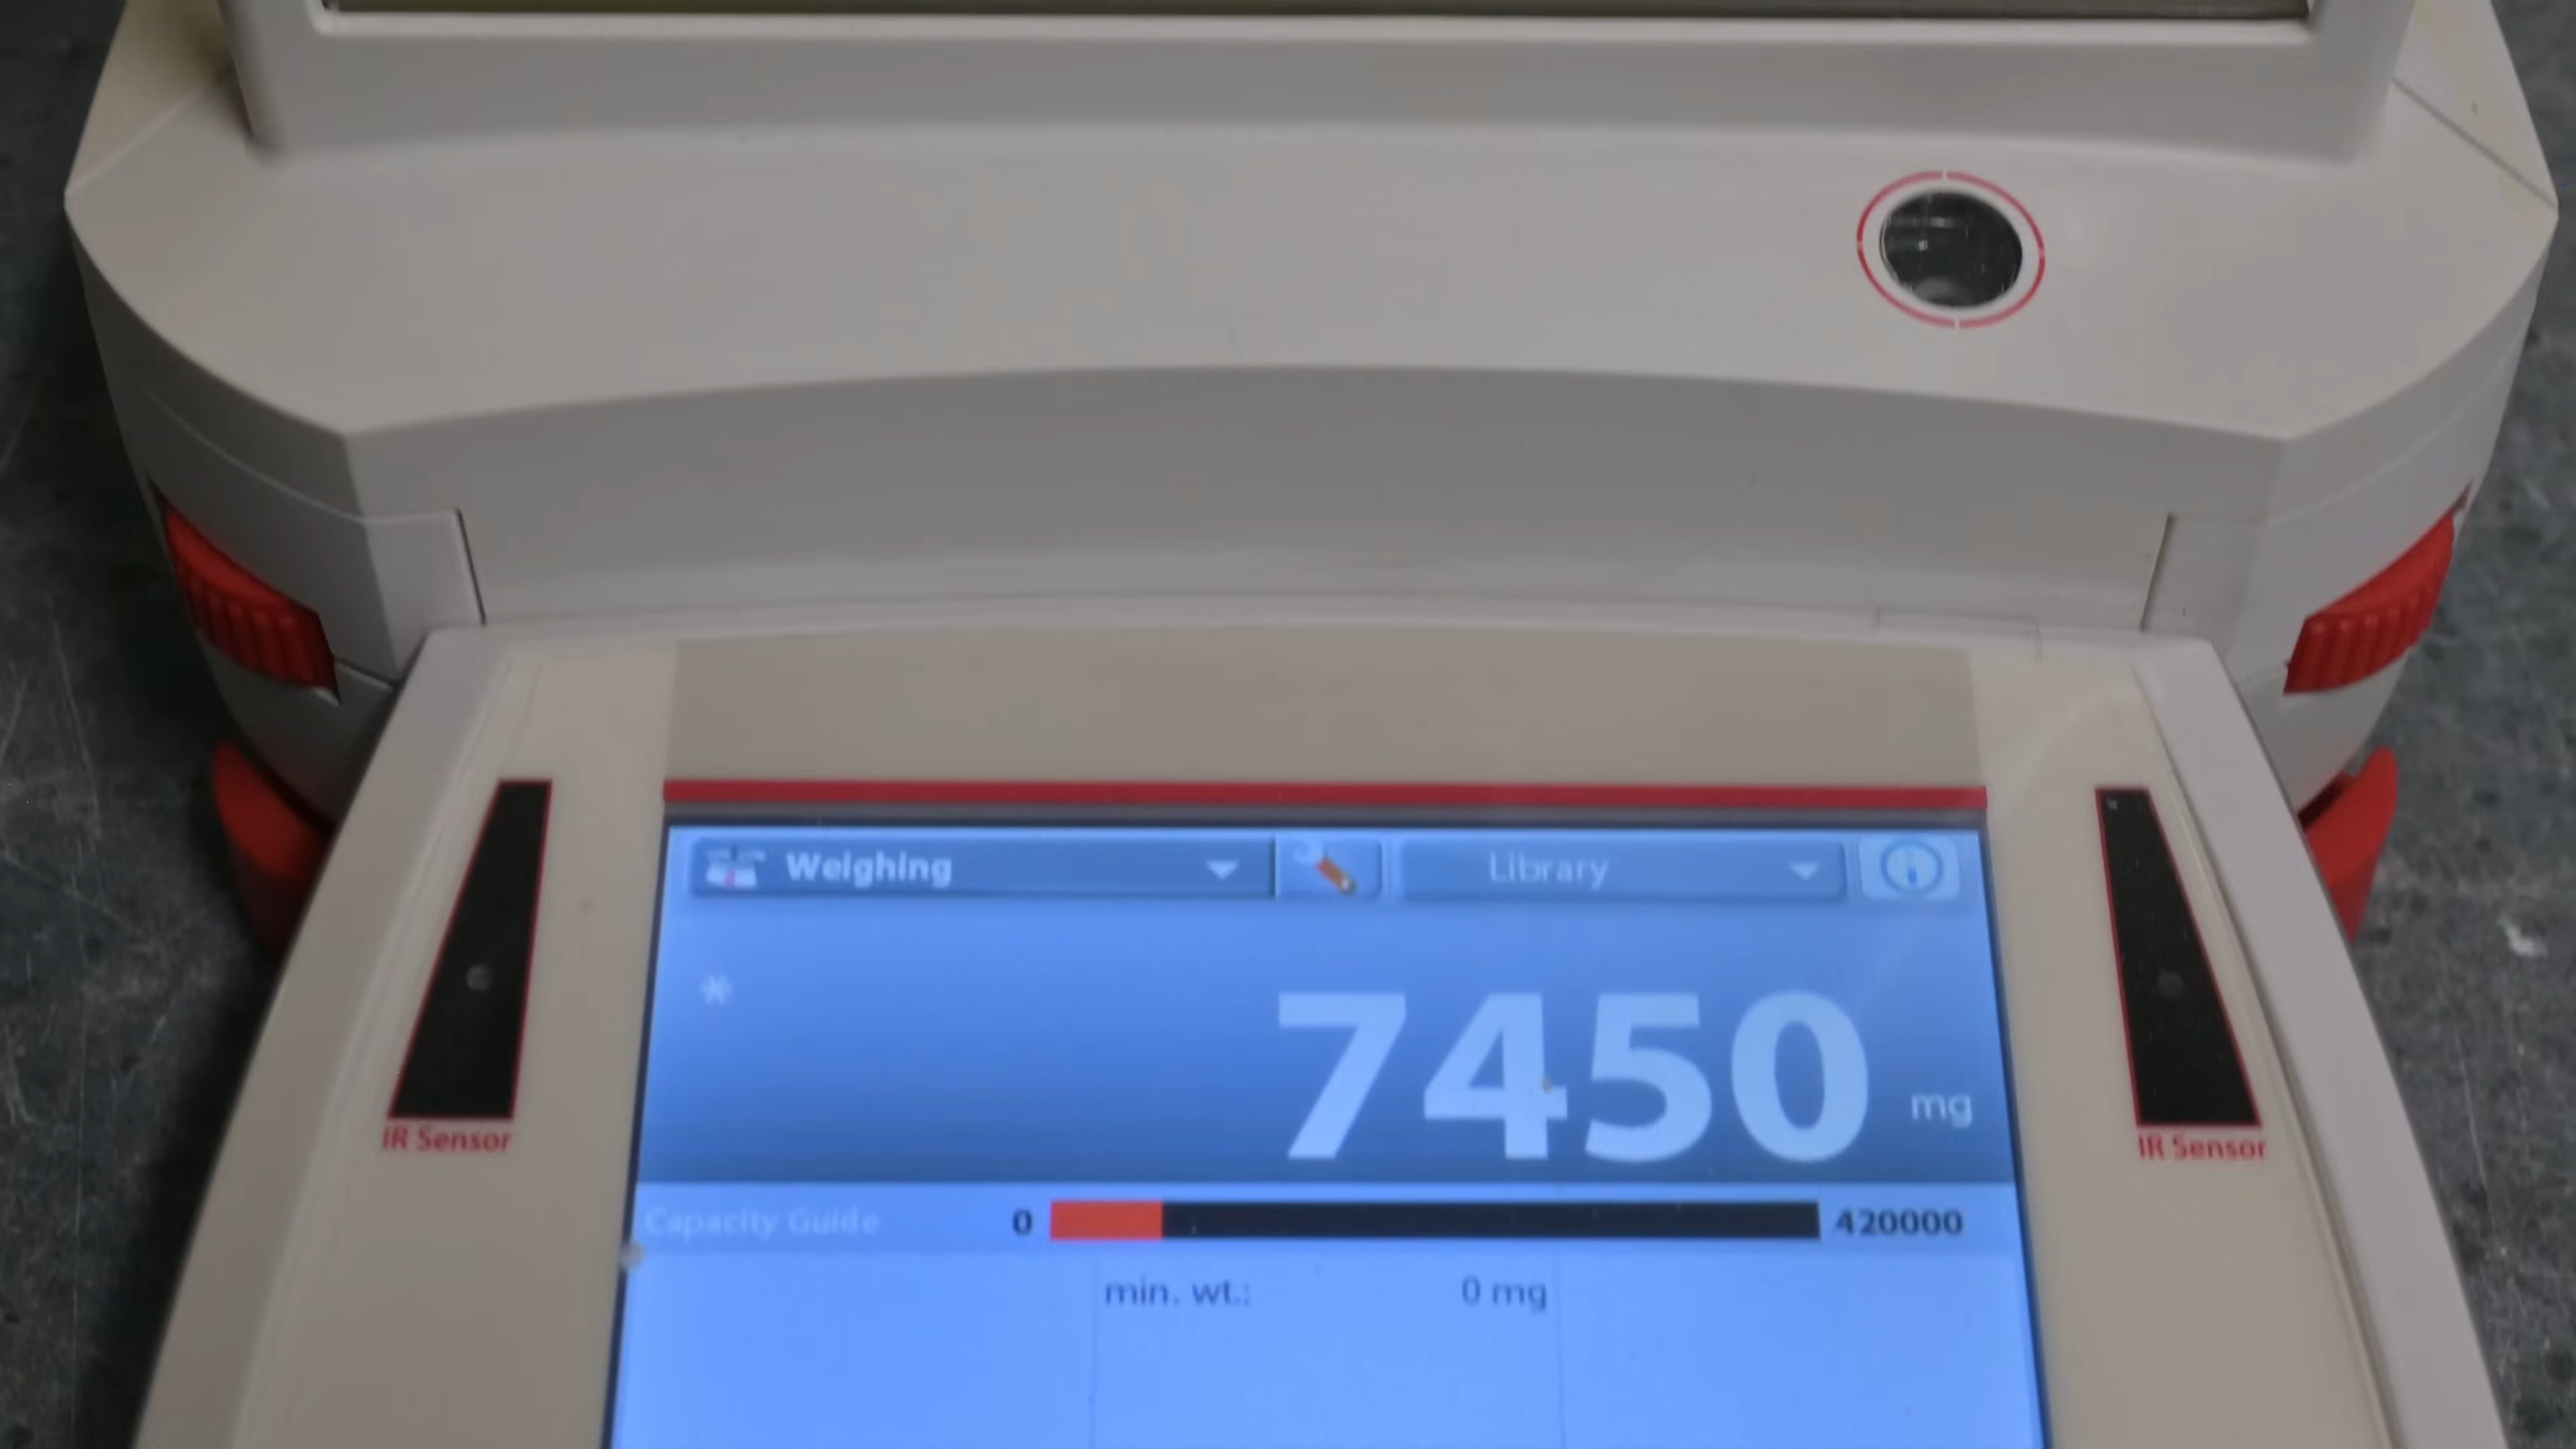 Weighing Library
* 7450 mg
IR Sensor IR Sensor
Capacity Guide 0 420000
min. wt.: 0 mg